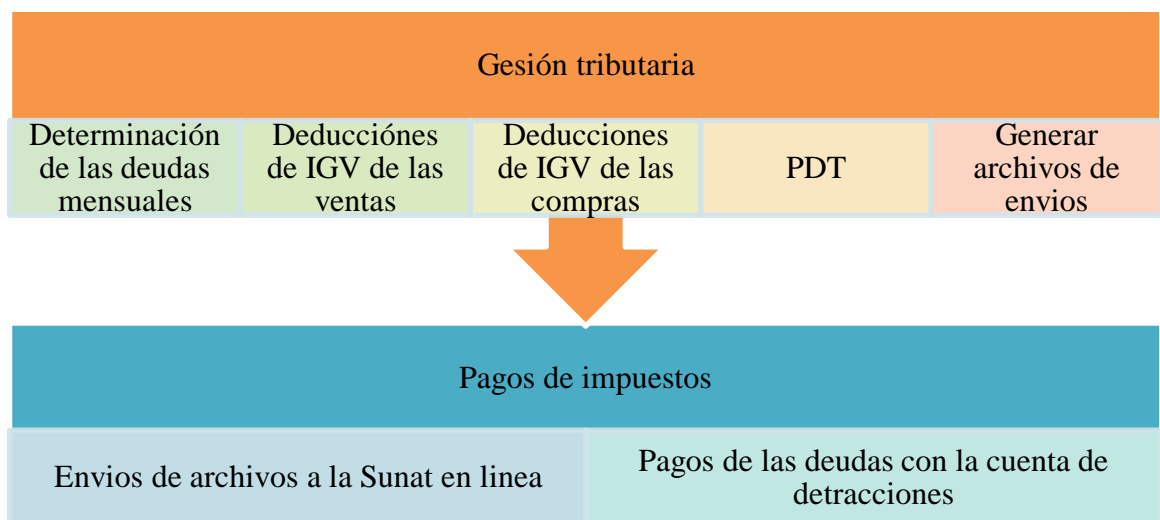 Gesión tributaria
Determinación
de las deudas
mensuales
Deducciónes
de IGV de las
ventas
Deducciones
de IGV de las
compras
PDT
Generar
archivos de
envios
Pagos de impuestos
Envios de archivos a la Sunat en linea
Pagos de las deudas con la cuenta de
detracciones